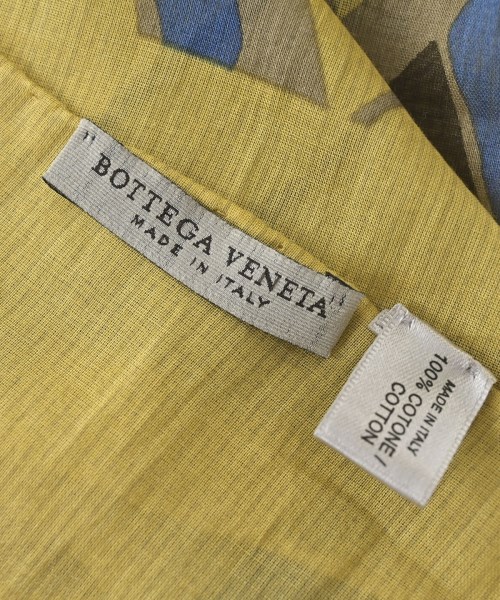 BOTTEGA VENETA
MADE IN ITALY
MADE IN ITALY
100% COTONE /
COTTON